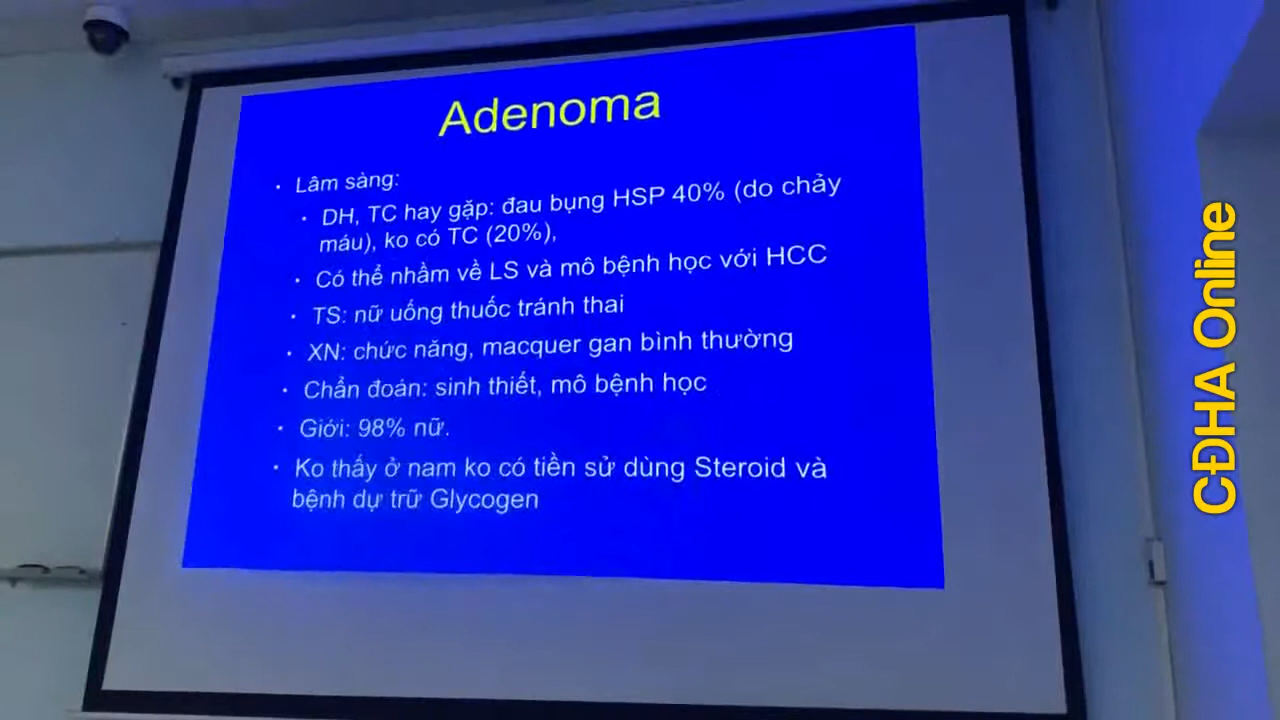 Adenoma
• Lâm sàng:
• DH, TC hay gặp: đau bụng HSP 40% (do chảy
máu), ko có TC (20%),
• Có thể nhầm về LS và mô bệnh học với HCC
• TS: nữ uống thuốc tránh thai
• XN: chức năng, macquer gan bình thường
• Chẩn đoán: sinh thiết, mô bệnh học
• Giới: 98% nữ.
• Ko thấy ở nam ko có tiền sử dùng Steroid và
bệnh dự trữ Glycogen
CĐHA Online